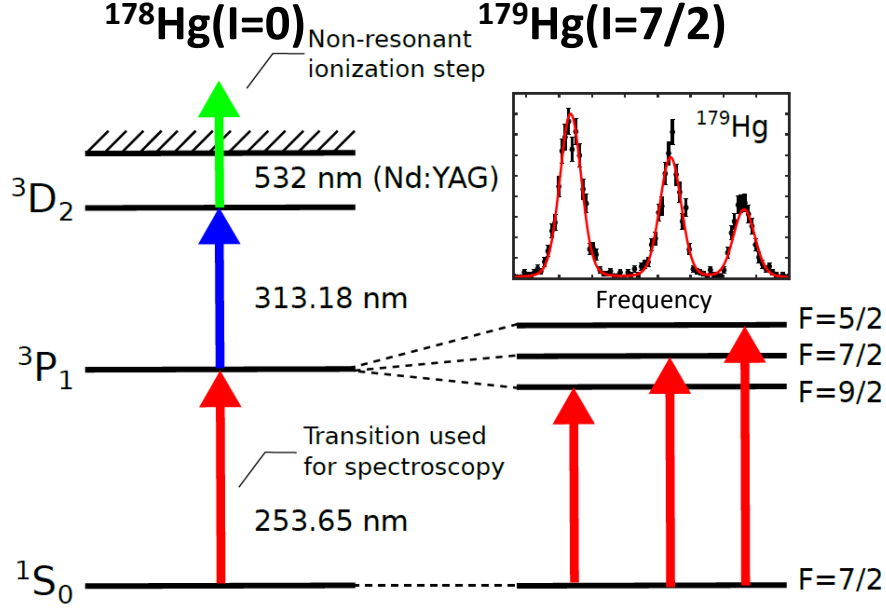 ¹⁷⁸Hg(I=0)
¹⁷⁹Hg(I=7/2)
Non-resonant
ionization step
¹⁷⁹Hg
532 nm (Nd:YAG)
³D₂
313.18 nm
Frequency
F=5/2
F=7/2
³P₁
F=9/2
Transition used
for spectroscopy
253.65 nm
¹S₀
F=7/2